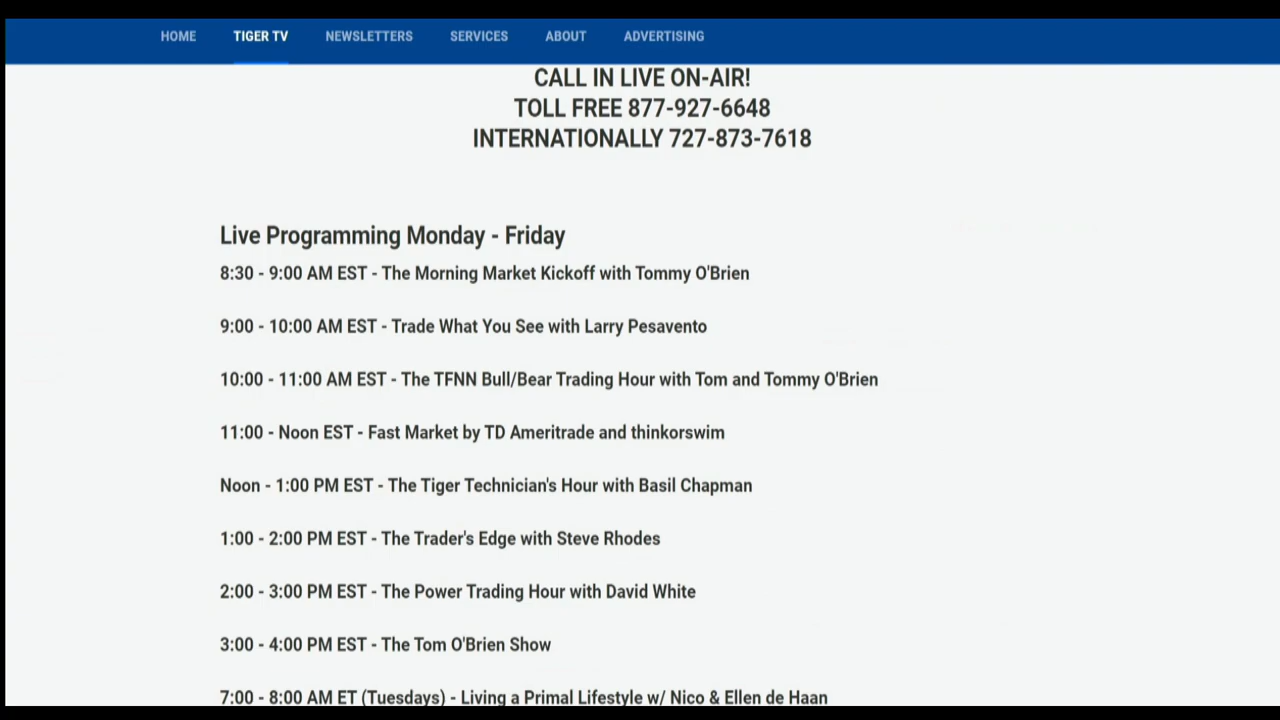 HOME TIGER TV NEWSLETTERS SERVICES ABOUT ADVERTISING
CALL IN LIVE ON-AIR!
TOLL FREE 877-927-6648
INTERNATIONALLY 727-873-7618
Live Programming Monday - Friday
8:30 - 9:00 AM EST - The Morning Market Kickoff with Tommy O'Brien
9:00 - 10:00 AM EST - Trade What You See with Larry Pesavento
10:00 - 11:00 AM EST - The TFNN Bull/Bear Trading Hour with Tom and Tommy O'Brien
11:00 - Noon EST - Fast Market by TD Ameritrade and thinkorswim
Noon - 1:00 PM EST - The Tiger Technician's Hour with Basil Chapman
1:00 - 2:00 PM EST - The Trader's Edge with Steve Rhodes
2:00 - 3:00 PM EST - The Power Trading Hour with David White
3:00 - 4:00 PM EST - The Tom O'Brien Show
7:00 - 8:00 AM ET (Tuesdays) - Living a Primal Lifestyle w/ Nico & Ellen de Haan